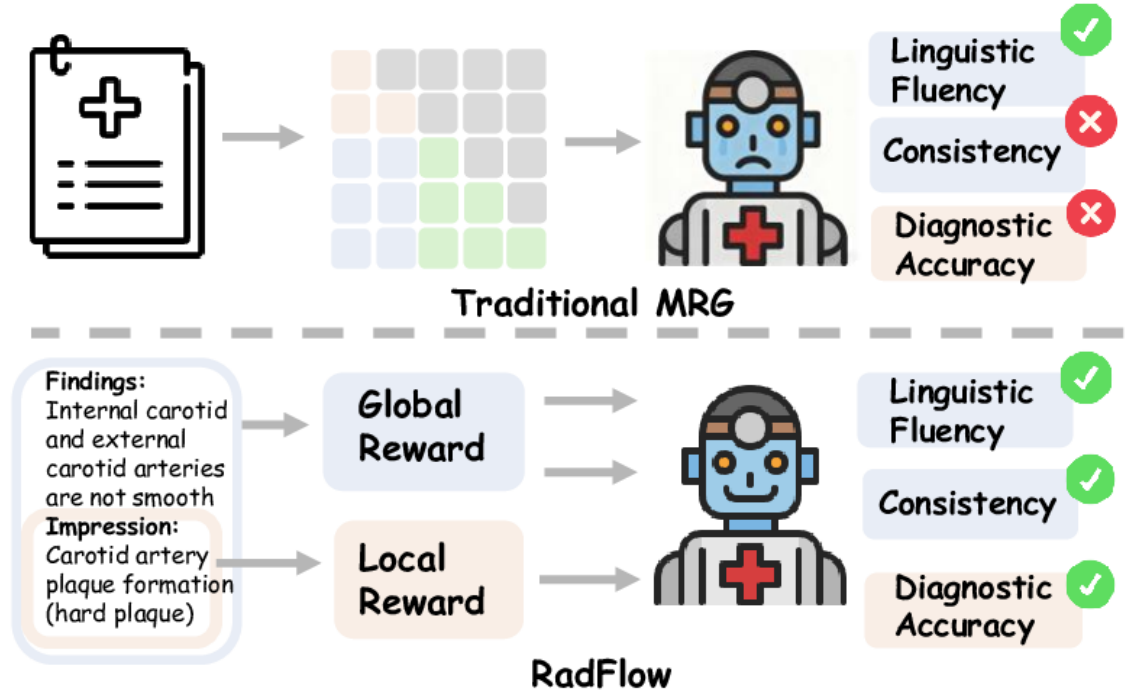 Linguistic
Fluency
Consistency
Diagnostic
Accuracy
Traditional MRG
Findings:
Internal carotid
and external
carotid arteries
are not smooth
Impression:
Carotid artery
plaque formation
(hard plaque)
Global
Reward
Local
Reward
Linguistic
Fluency
Consistency
Diagnostic
Accuracy
RadFlow